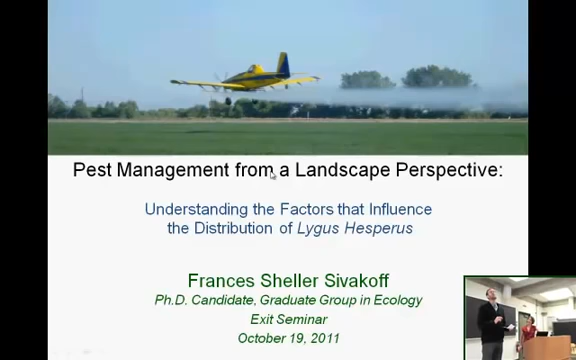 Pest Management from a Landscape Perspective:
Understanding the Factors that Influence
the Distribution of Lygus Hesperus
Frances Sheller Sivakoff
Ph.D. Candidate, Graduate Group in Ecology
Exit Seminar
October 19, 2011